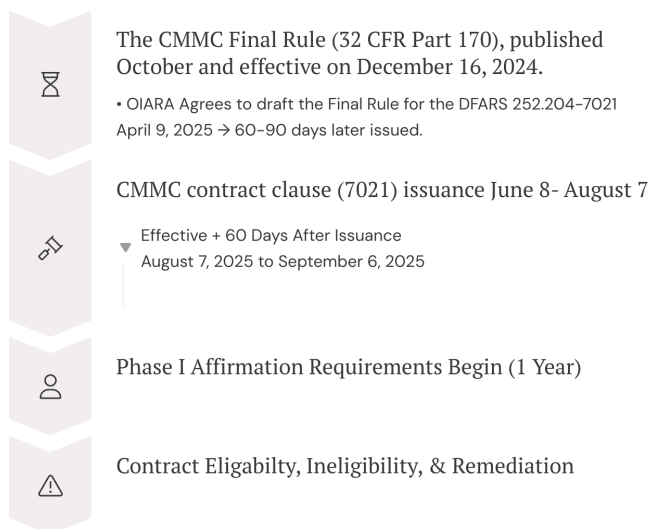 The CMMC Final Rule (32 CFR Part 170), published
October and effective on December 16, 2024.
• OIARA Agrees to draft the Final Rule for the DFARS 252.204-7021
April 9, 2025 → 60-90 days later issued.
CMMC contract clause (7021) issuance June 8- August 7
Effective + 60 Days After Issuance
August 7, 2025 to September 6, 2025
Phase I Affirmation Requirements Begin (1 Year)
Contract Eligabilty, Ineligibility, & Remediation